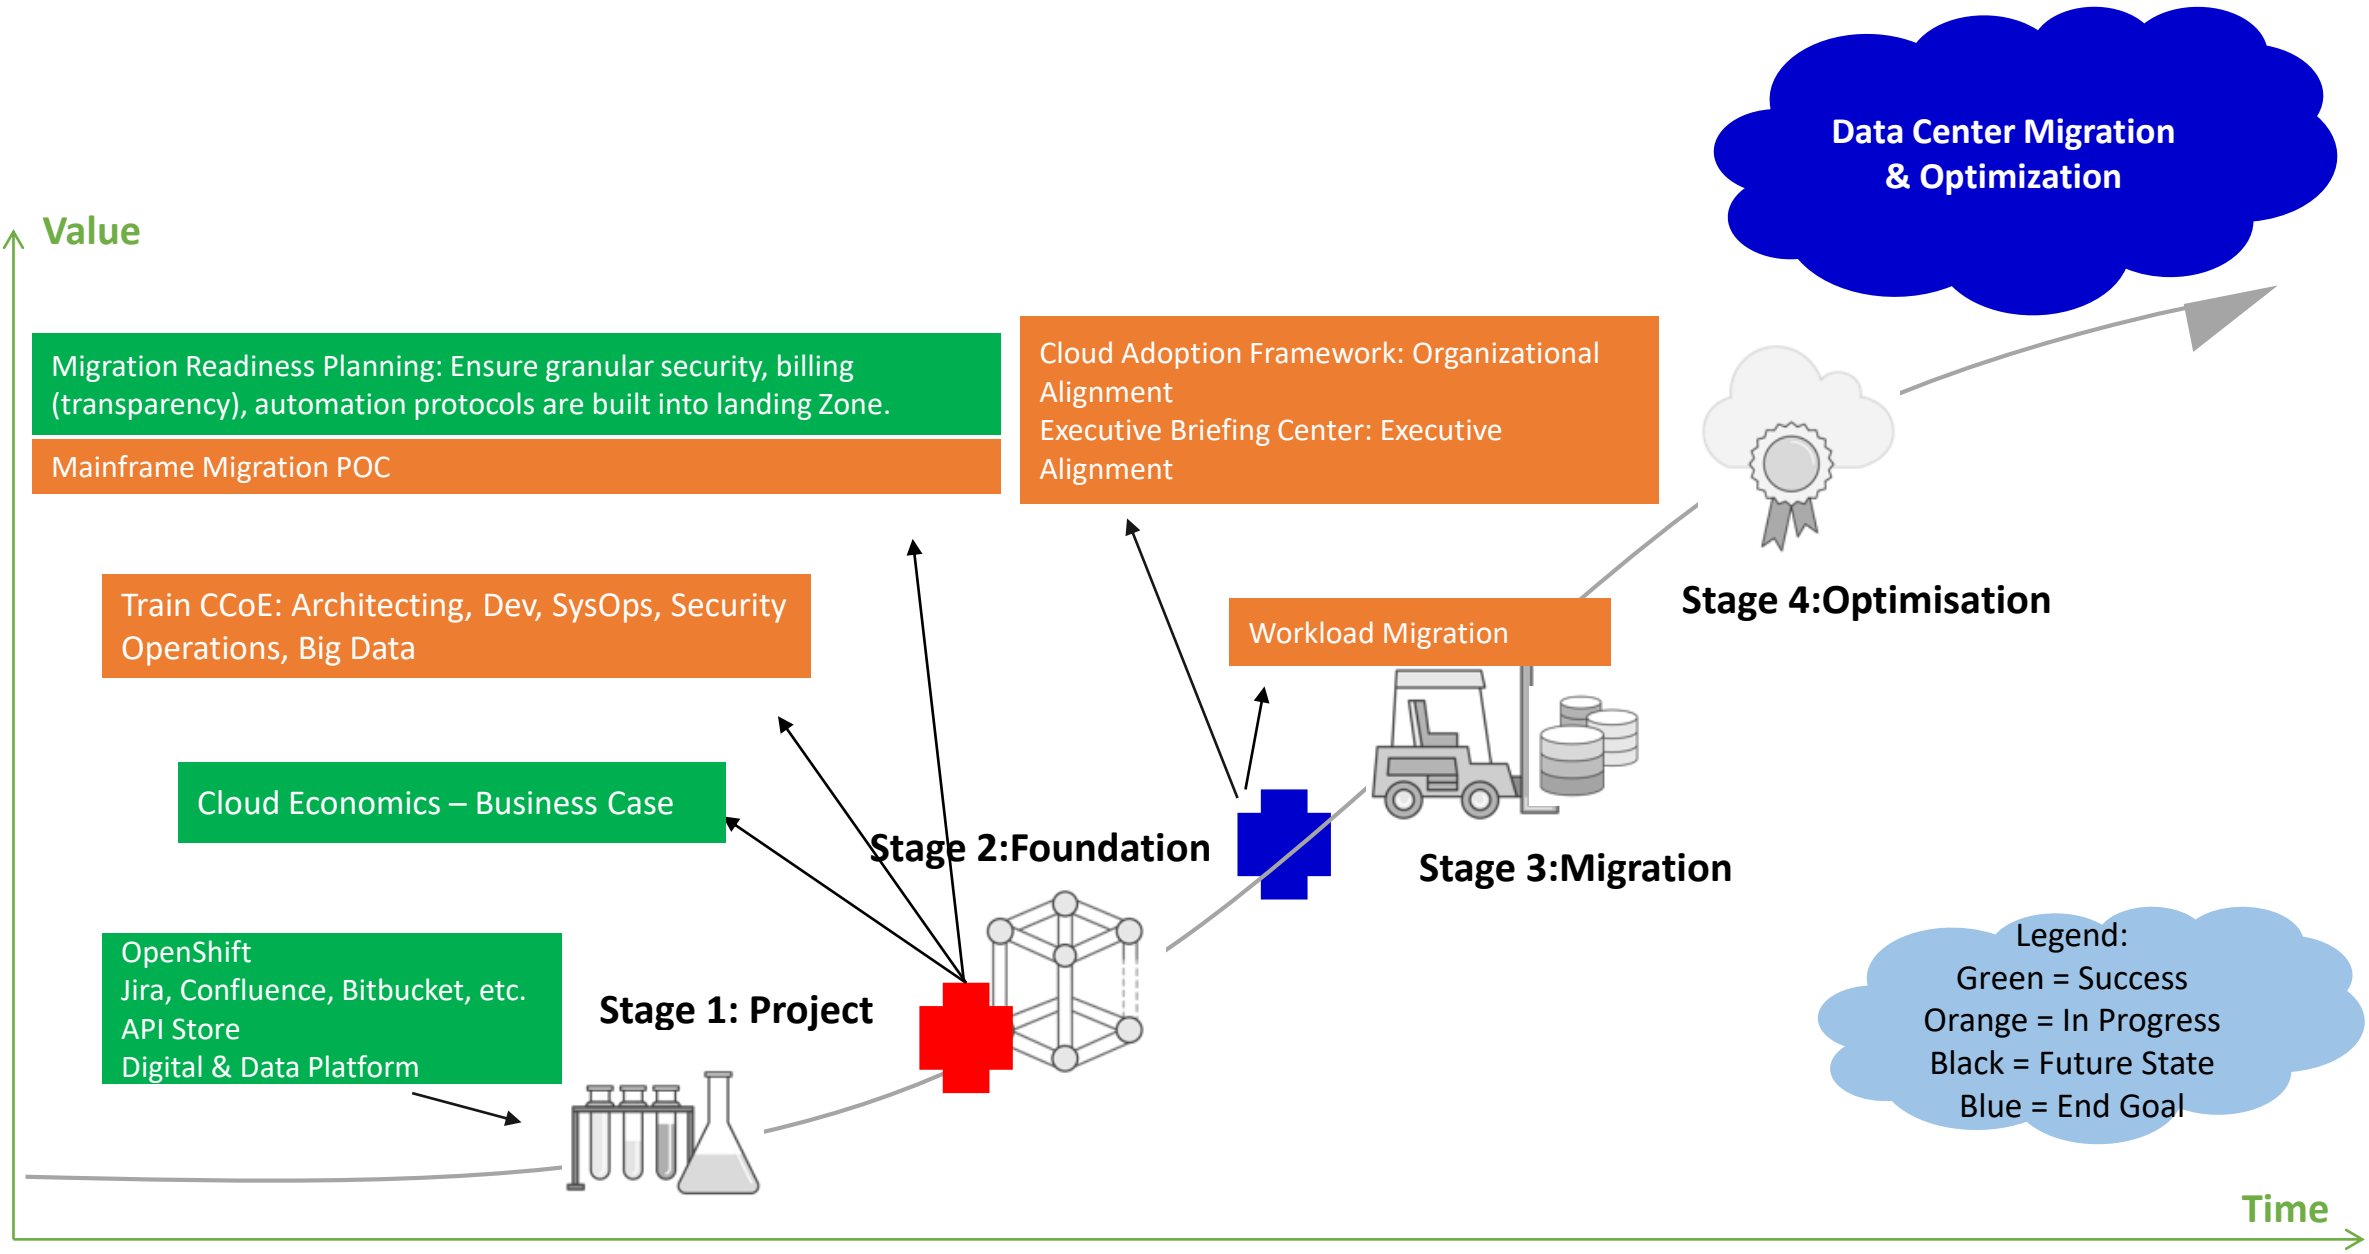 Data Center Migration
& Optimization
Value
Migration Readiness Planning: Ensure granular security, billing
(transparency), automation protocols are built into landing Zone.
Mainframe Migration POC
Cloud Adoption Framework: Organizational
Alignment
Executive Briefing Center: Executive
Alignment
Train CCoE: Architecting, Dev, SysOps, Security
Operations, Big Data
Workload Migration
Stage 4:Optimisation
Cloud Economics – Business Case
Stage 2:Foundation
Stage 3:Migration
OpenShift
Jira, Confluence, Bitbucket, etc.
API Store
Digital & Data Platform
Stage 1: Project
Legend:
Green = Success
Orange = In Progress
Black = Future State
Blue = End Goal
Time